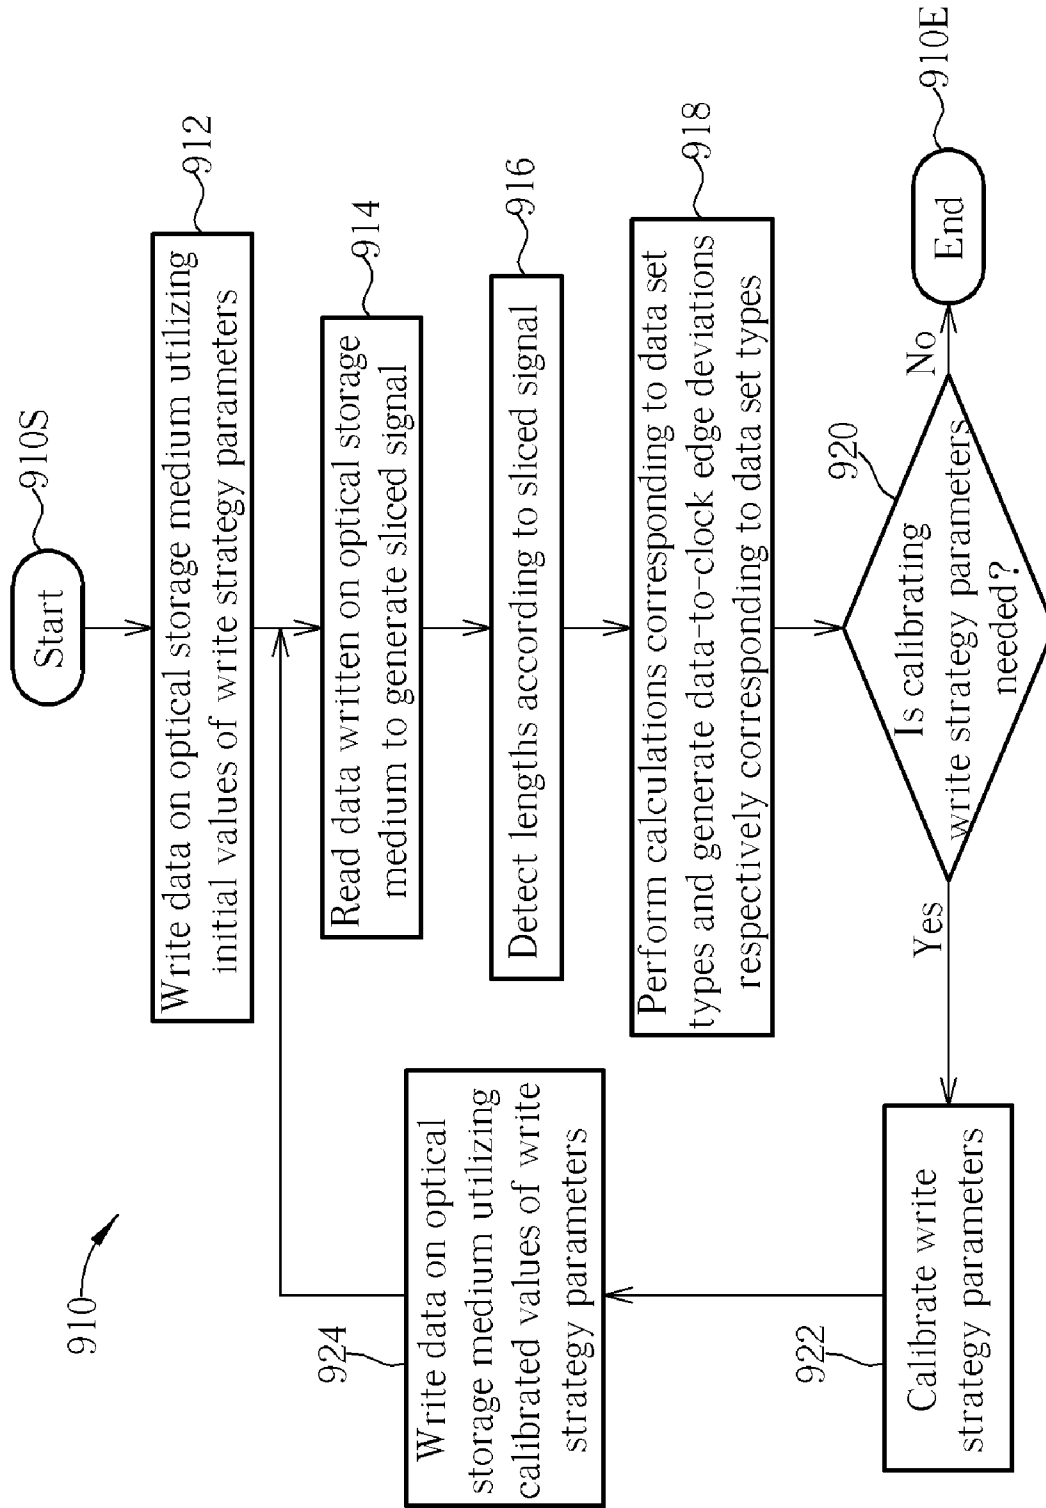 910
Start
910S
Write data on optical storage medium utilizing
initial values of write strategy parameters
912
Read data written on optical storage
medium to generate sliced signal
914
Detect lengths according to sliced signal
916
Perform calculations corresponding to data set
types and generate data-to-clock edge deviations
respectively corresponding to data set types
918
Is calibrating
write strategy parameters
needed?
920
No
End
910E
Yes
Calibrate write
strategy parameters
922
Write data on optical
storage medium utilizing
calibrated values of write
strategy parameters
924